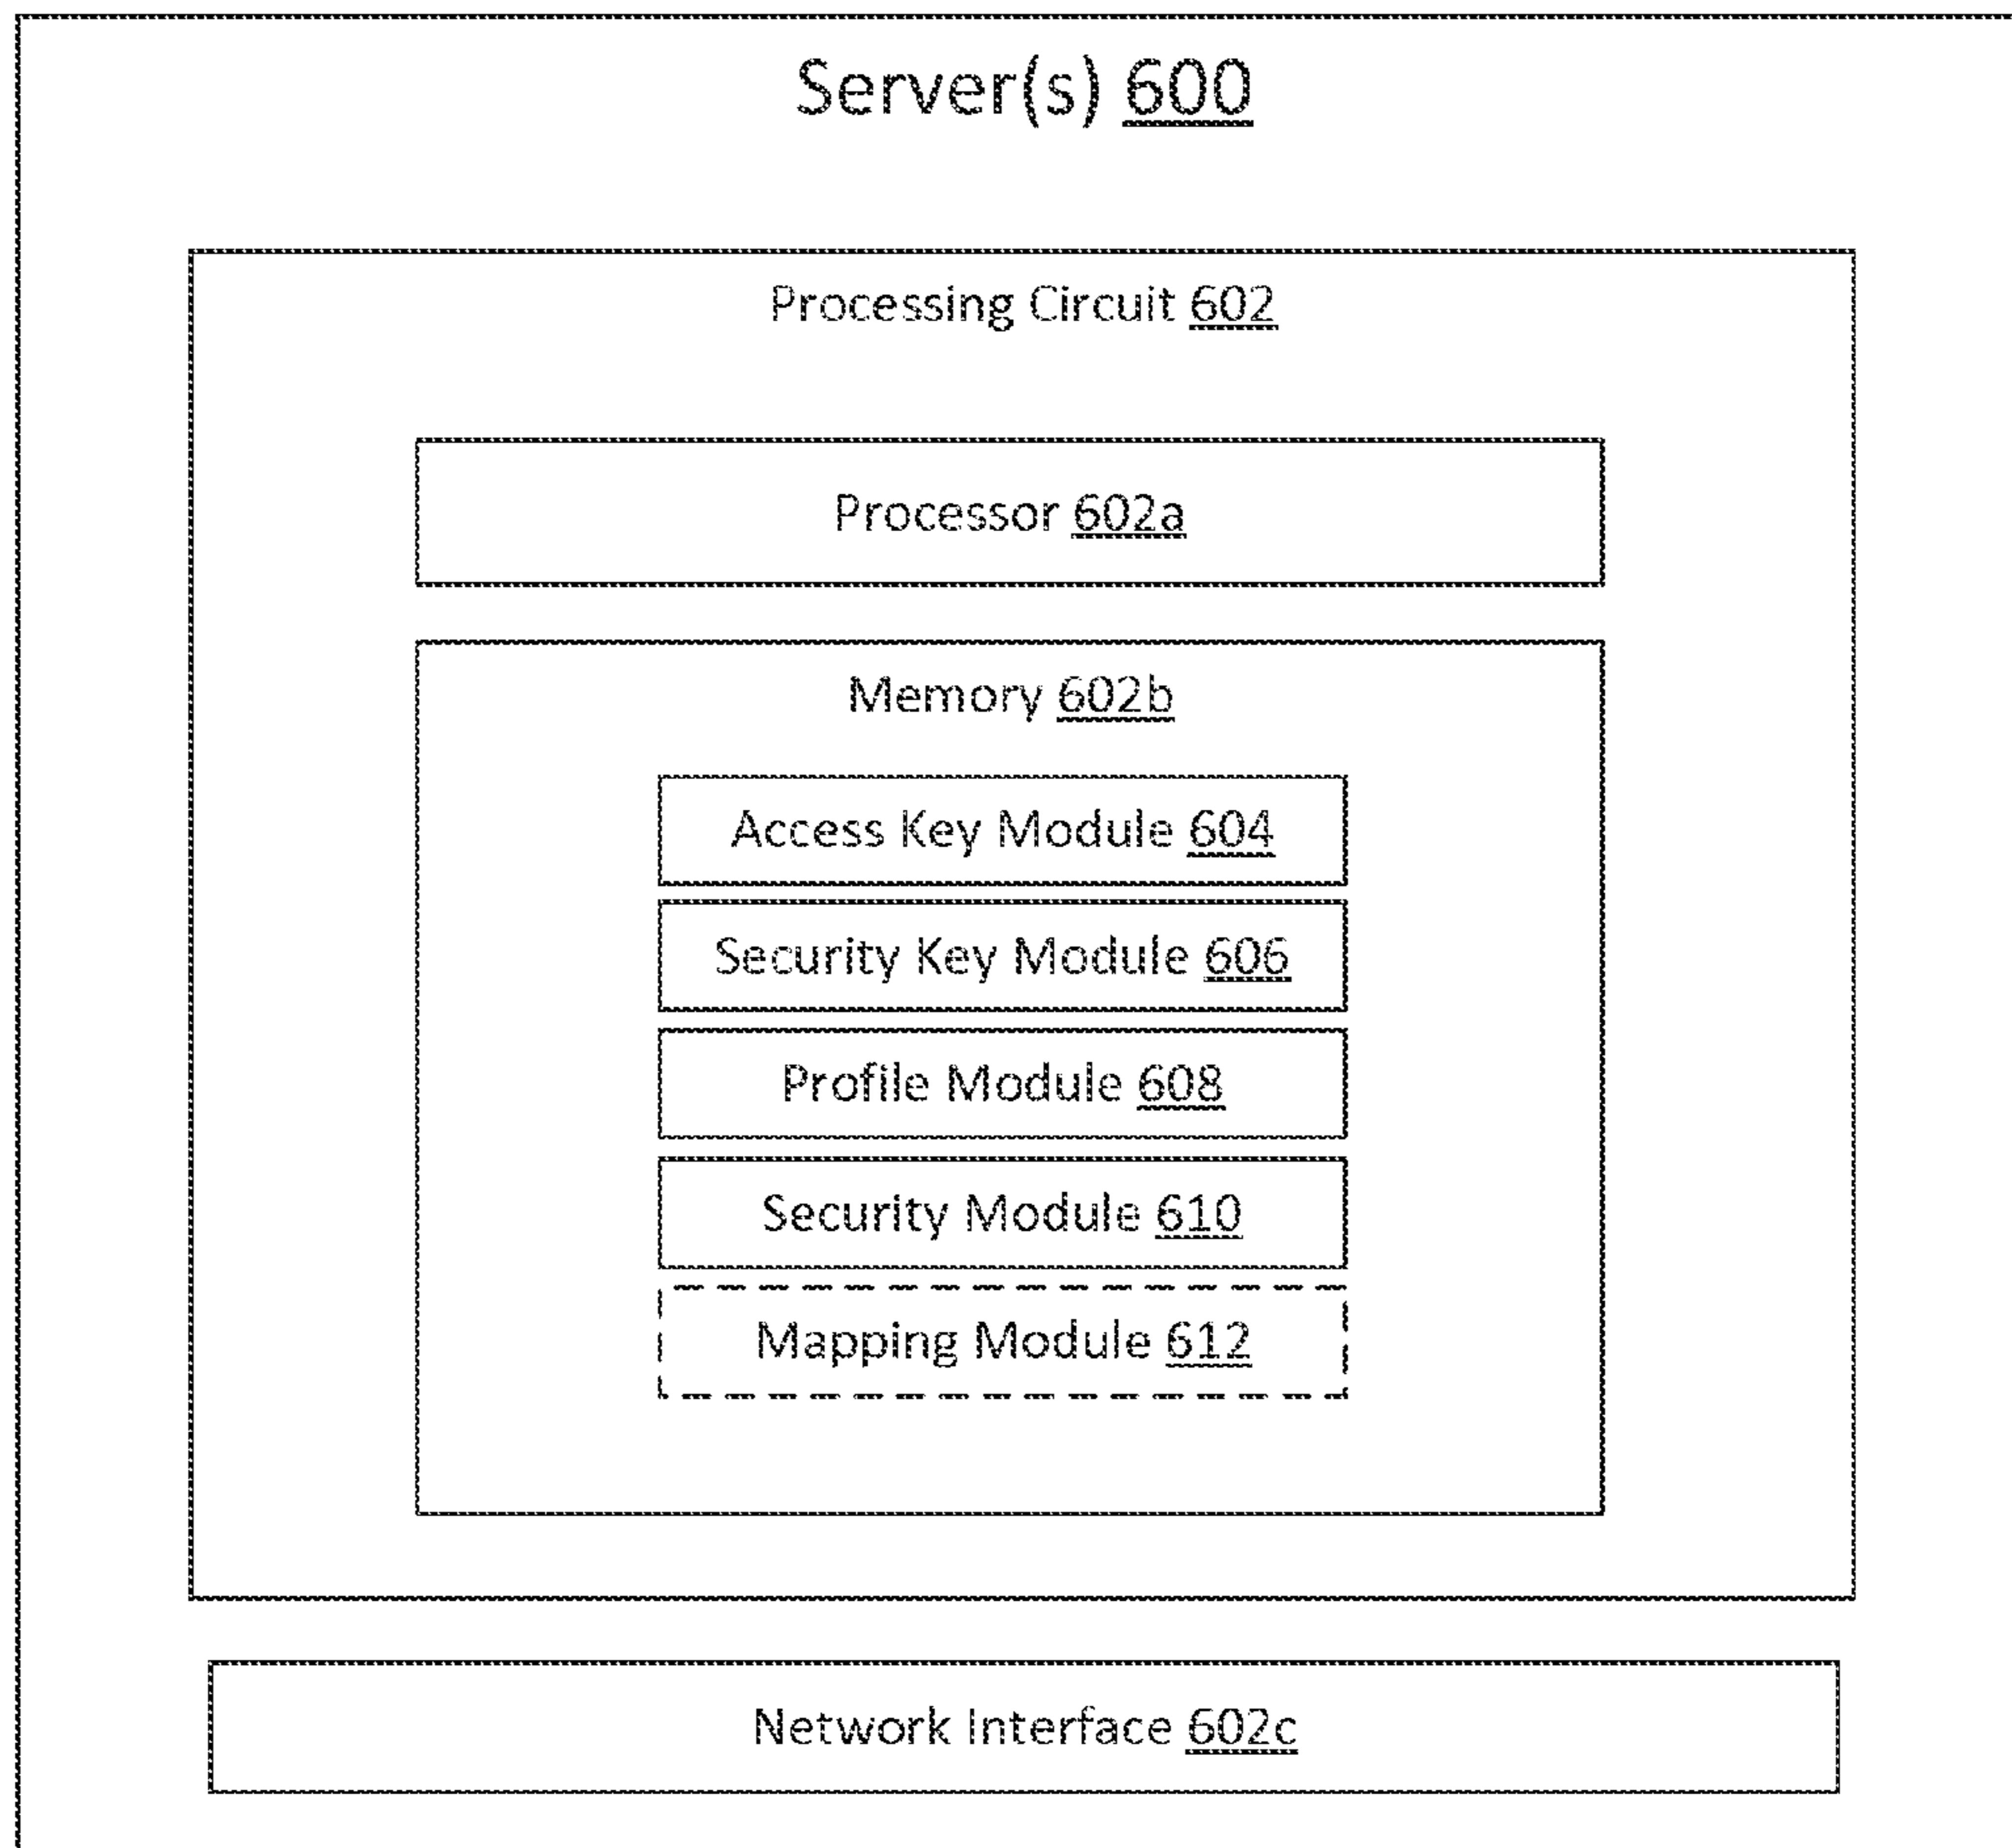 Server(s) 600
Processing Circuit 602
Processor 602a
Memory 602b
Access Key Module 604
Security Key Module 606
Profile Module 608
Security Module 610
Mapping Module 612
Network Interface 602c